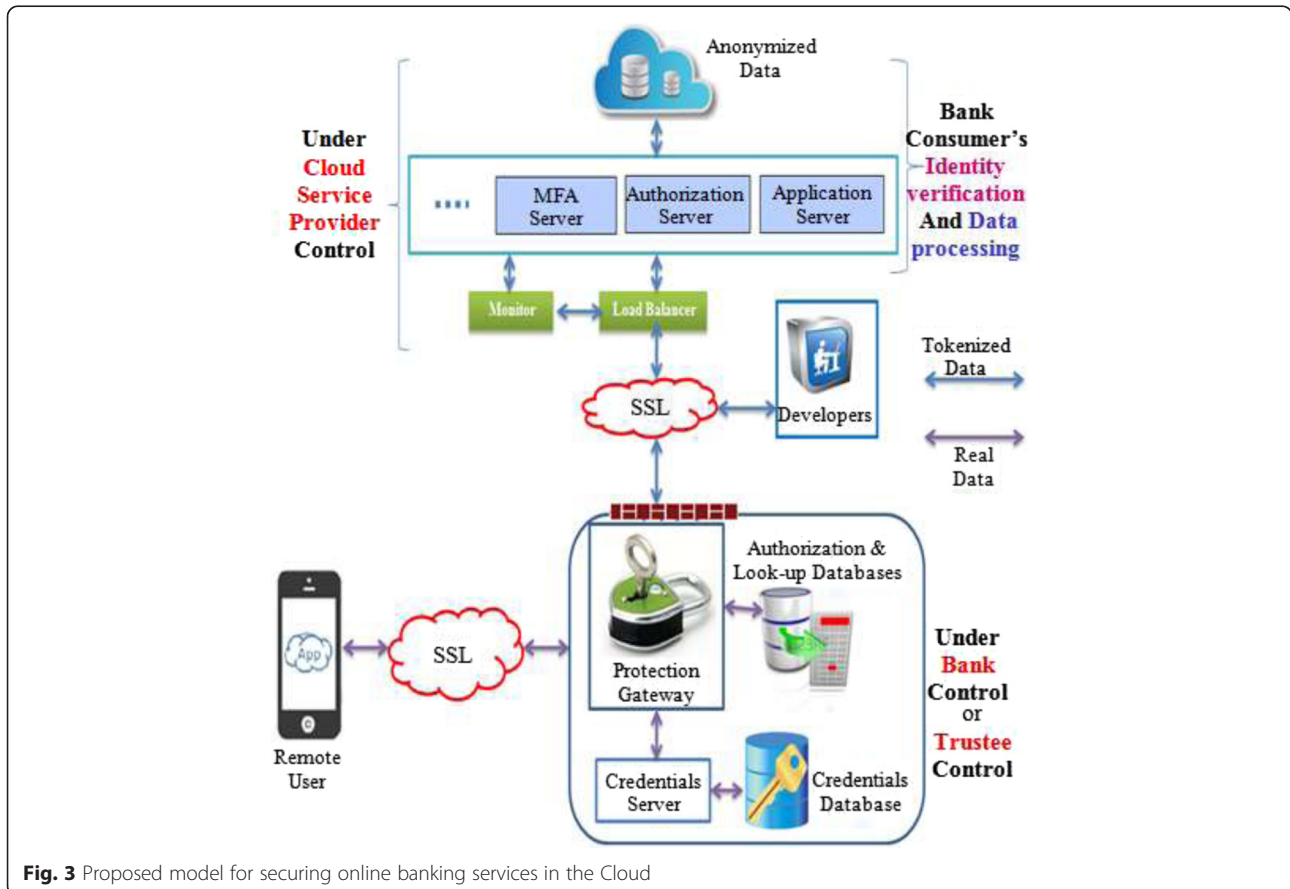 Anonymized
Data
Under
Cloud
Service
Provider
Control
Bank
Consumer's
Identity
verification
And Data
processing
MFA
Server
Authorization
Server
Application
Server
Monitor
Load Balancer
SSL
Developers
Tokenized
Data
Real
Data
Authorization &
Look-up Databases
App
Remote
User
SSL
Protection
Gateway
Credentials
Server
Credentials
Database
Under
Bank
Control
or
Trustee
Control
Fig. 3 Proposed model for securing online banking services in the Cloud